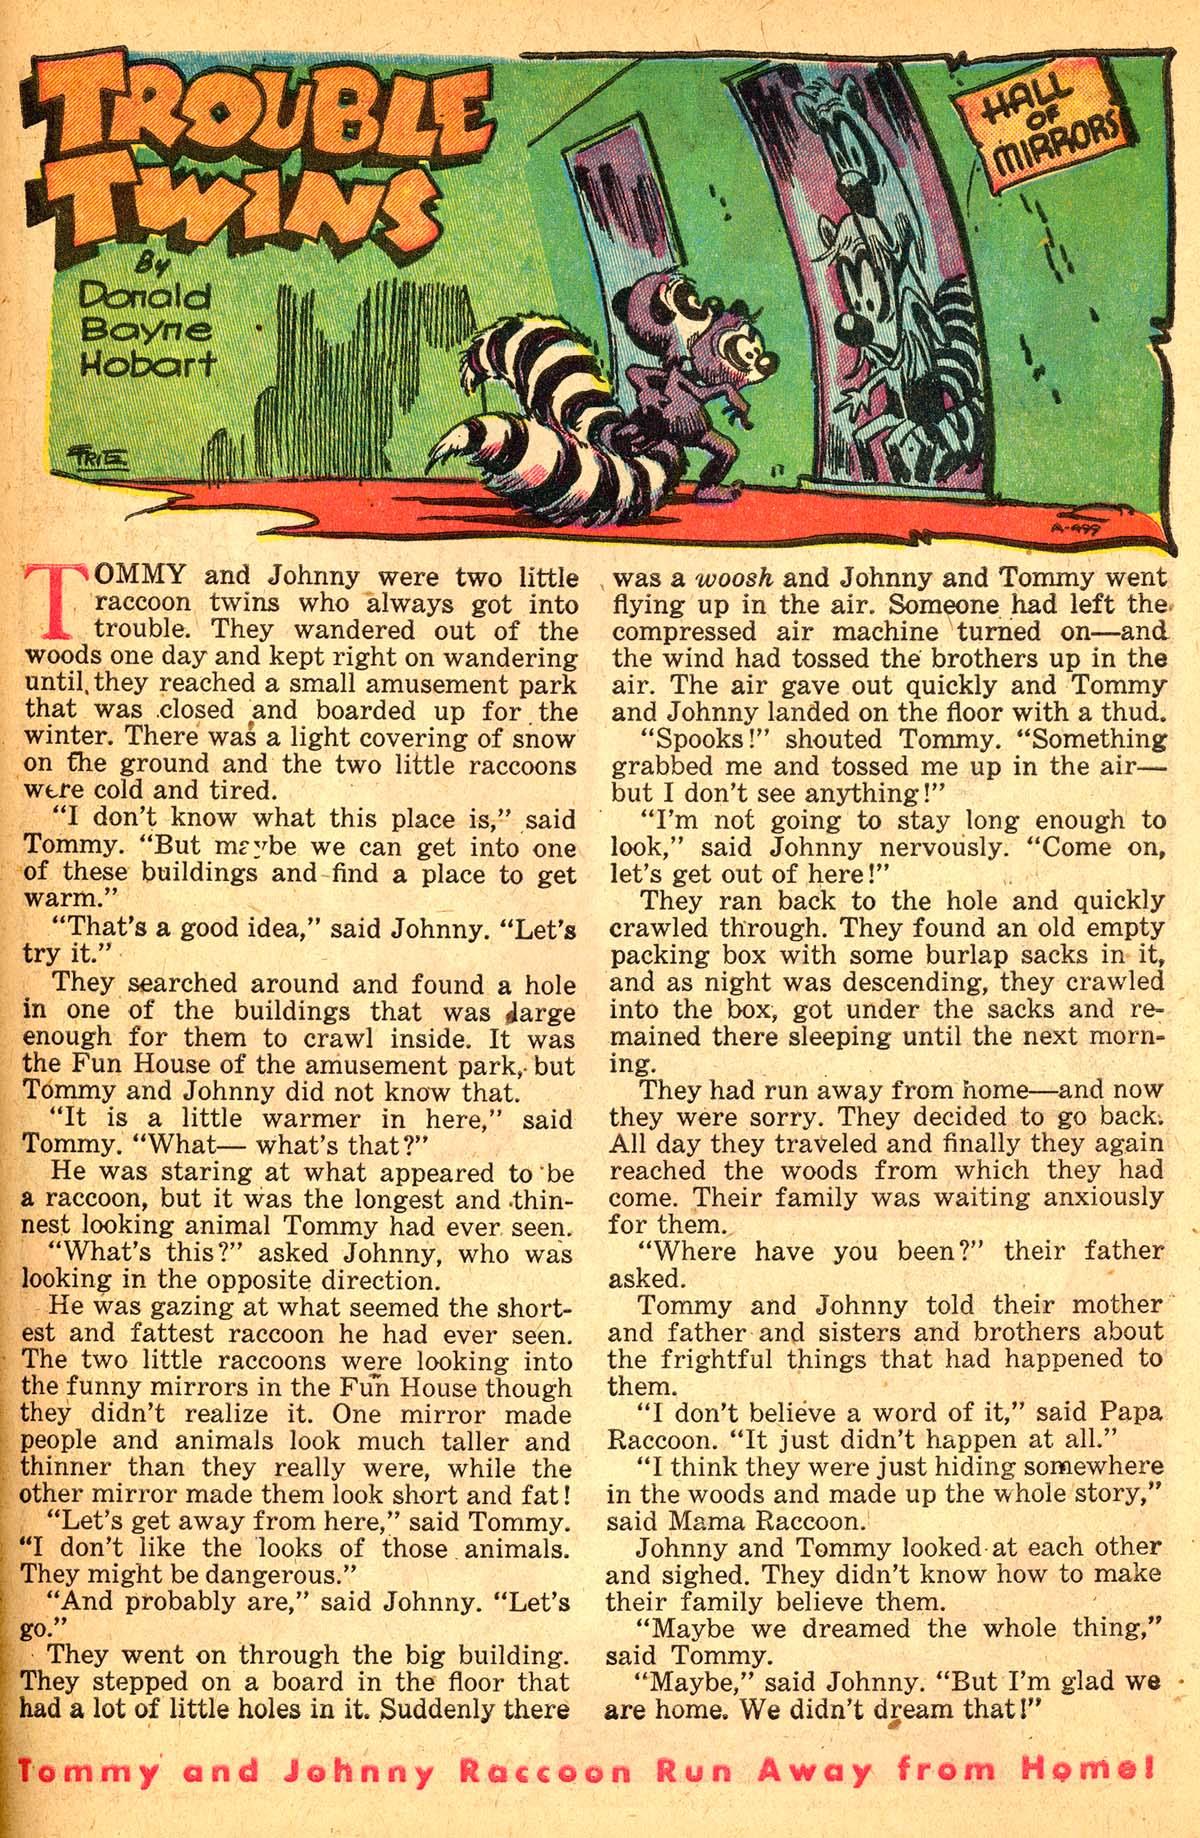 TROUBLE
TWINS
By
Donald
Bayne
Hobart
HALL
OF
MIRRORS
FRITZ
A-499
TOMMY and Johnny were two little
raccoon twins who always got into
trouble. They wandered out of the
woods one day and kept right on wandering
until they reached a small amusement park
that was closed and boarded up for the
winter. There was a light covering of snow
on the ground and the two little raccoons
were cold and tired.
"I don't know what this place is," said
Tommy. "But maybe we can get into one
of these buildings and find a place to get
warm."
"That's a good idea," said Johnny. "Let's
try it."
They searched around and found a hole
in one of the buildings that was large
enough for them to crawl inside. It was
the Fun House of the amusement park, but
Tommy and Johnny did not know that.
"It is a little warmer in here," said
Tommy. "What— what's that?"
He was staring at what appeared to be
a raccoon, but it was the longest and thin-
nest looking animal Tommy had ever seen.
"What's this?" asked Johnny, who was
looking in the opposite direction.
He was gazing at what seemed the short-
est and fattest raccoon he had ever seen.
The two little raccoons were looking into
the funny mirrors in the Fun House though
they didn't realize it. One mirror made
people and animals look much taller and
thinner than they really were, while the
other mirror made them look short and fat!
"Let's get away from here," said Tommy.
"I don't like the looks of those animals.
They might be dangerous."
"And probably are," said Johnny. "Let's
go."
They went on through the big building.
They stepped on a board in the floor that
had a lot of little holes in it. Suddenly there
was a woosh and Johnny and Tommy went
flying up in the air. Someone had left the
compressed air machine turned on—and
the wind had tossed the brothers up in the
air. The air gave out quickly and Tommy
and Johnny landed on the floor with a thud.
"Spooks!" shouted Tommy. "Something
grabbed me and tossed me up in the air—
but I don't see anything!"
"I'm not going to stay long enough to
look," said Johnny nervously. "Come on,
let's get out of here!"
They ran back to the hole and quickly
crawled through. They found an old empty
packing box with some burlap sacks in it,
and as night was descending, they crawled
into the box, got under the sacks and re-
mained there sleeping until the next morn-
ing.
They had run away from home—and now
they were sorry. They decided to go back.
All day they traveled and finally they again
reached the woods from which they had
come. Their family was waiting anxiously
for them.
"Where have you been?" their father
asked.
Tommy and Johnny told their mother
and father and sisters and brothers about
the frightful things that had happened to
them.
"I don't believe a word of it," said Papa
Raccoon. "It just didn't happen at all."
"I think they were just hiding somewhere
in the woods and made up the whole story,"
said Mama Raccoon.
Johnny and Tommy looked at each other
and sighed. They didn't know how to make
their family believe them.
"Maybe we dreamed the whole thing,"
said Tommy.
"Maybe," said Johnny. "But I'm glad we
are home. We didn't dream that!"
Tommy and Johnny Raccoon Run Away from Home!